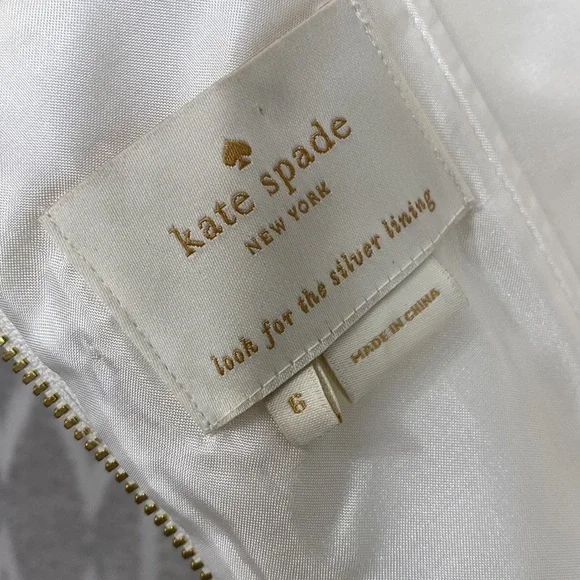 kate spade
NEW YORK
look for the silver lining
6
MADE IN CHINA